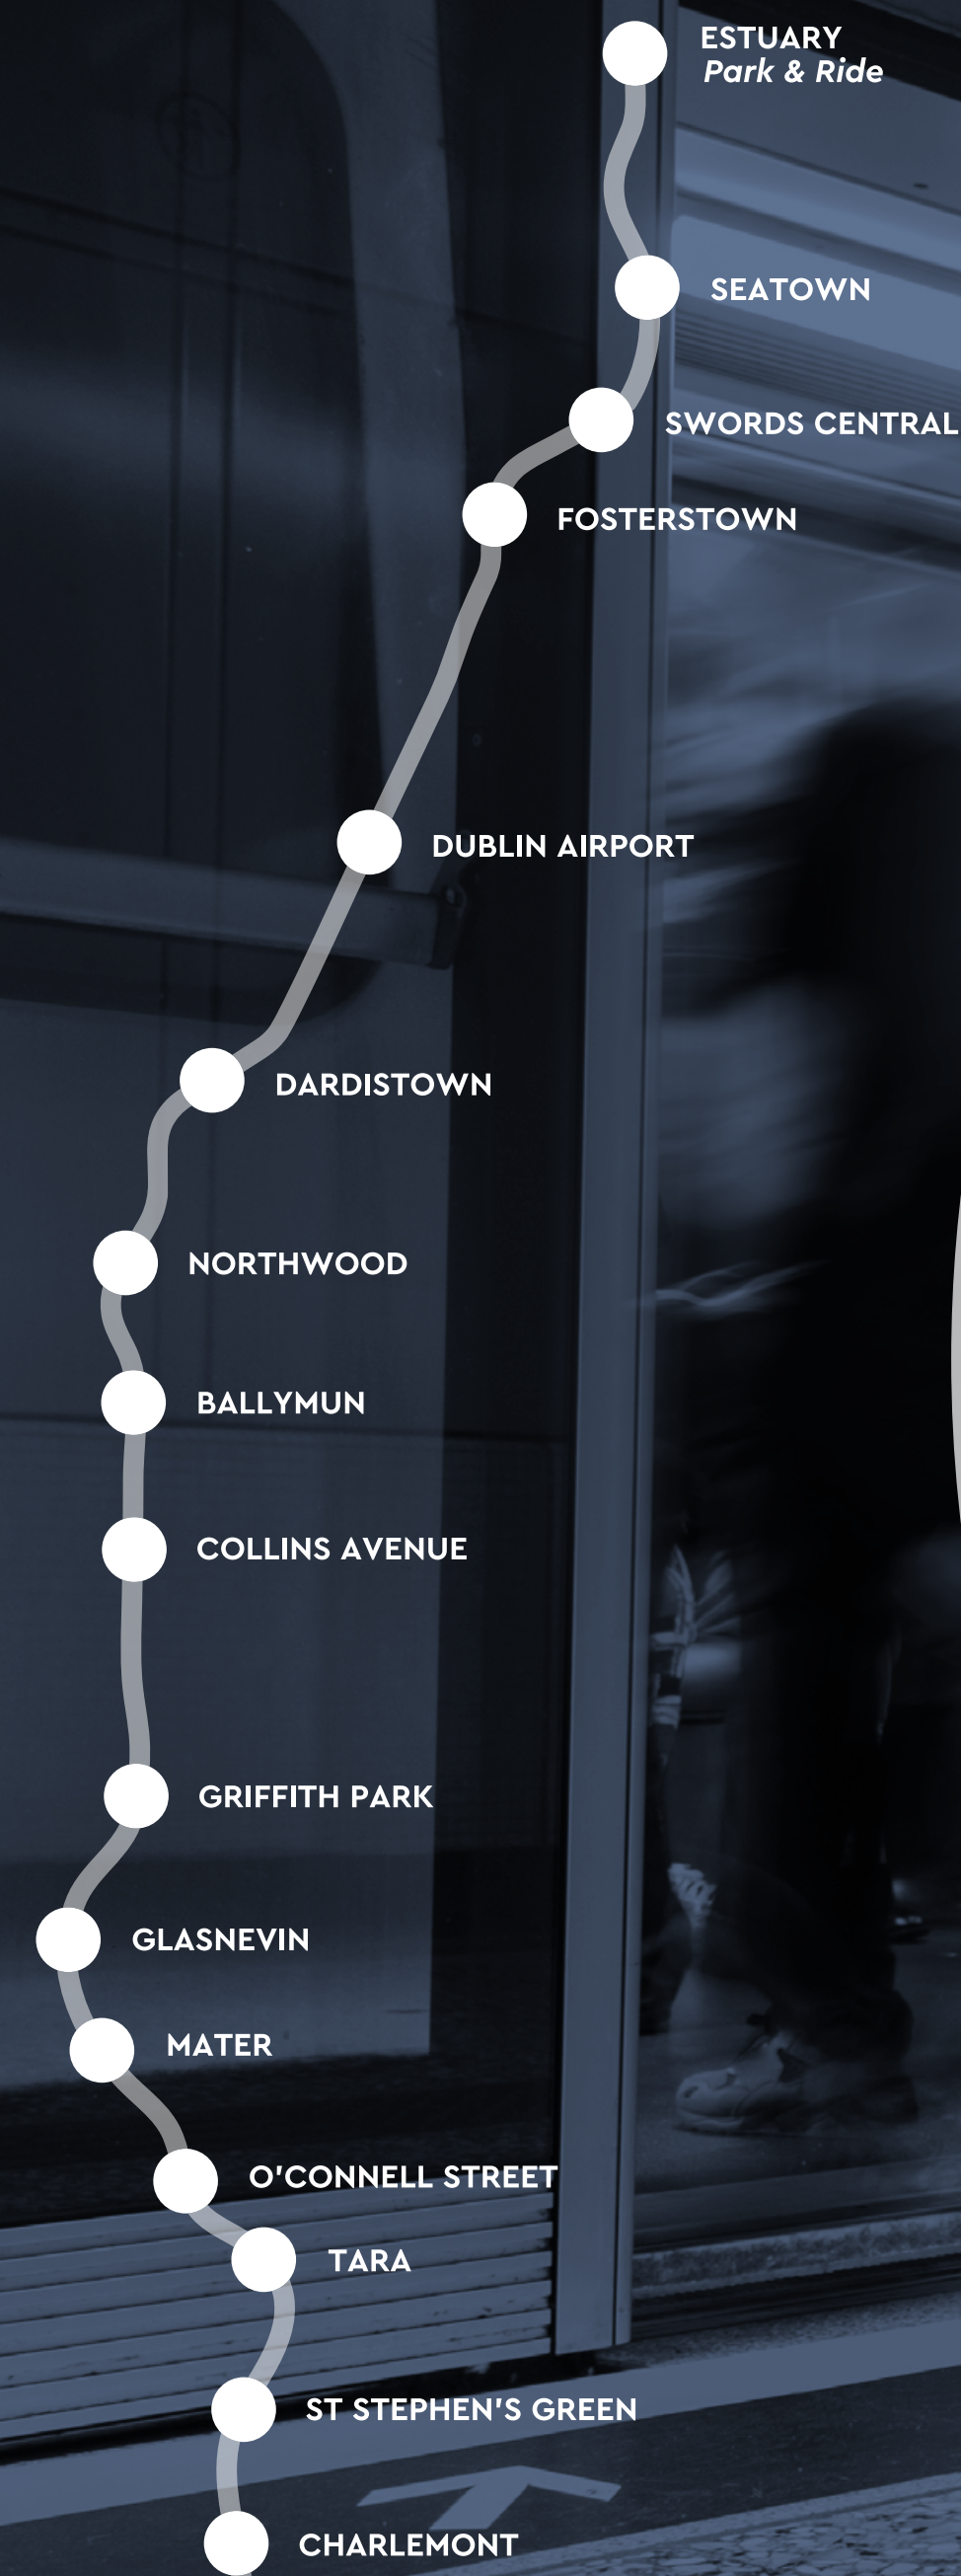 ESTUARY
Park & Ride
SEATOWN
SWORDS CENTRAL
FOSTERSTOWN
DUBLIN AIRPORT
DARDISTOWN
NORTHWOOD
BALLYMUN
COLLINS AVENUE
GRIFFITH PARK
GLASNEVIN
MATER
O'CONNELL STREET
TARA
ST STEPHEN'S GREEN
CHARLEMONT